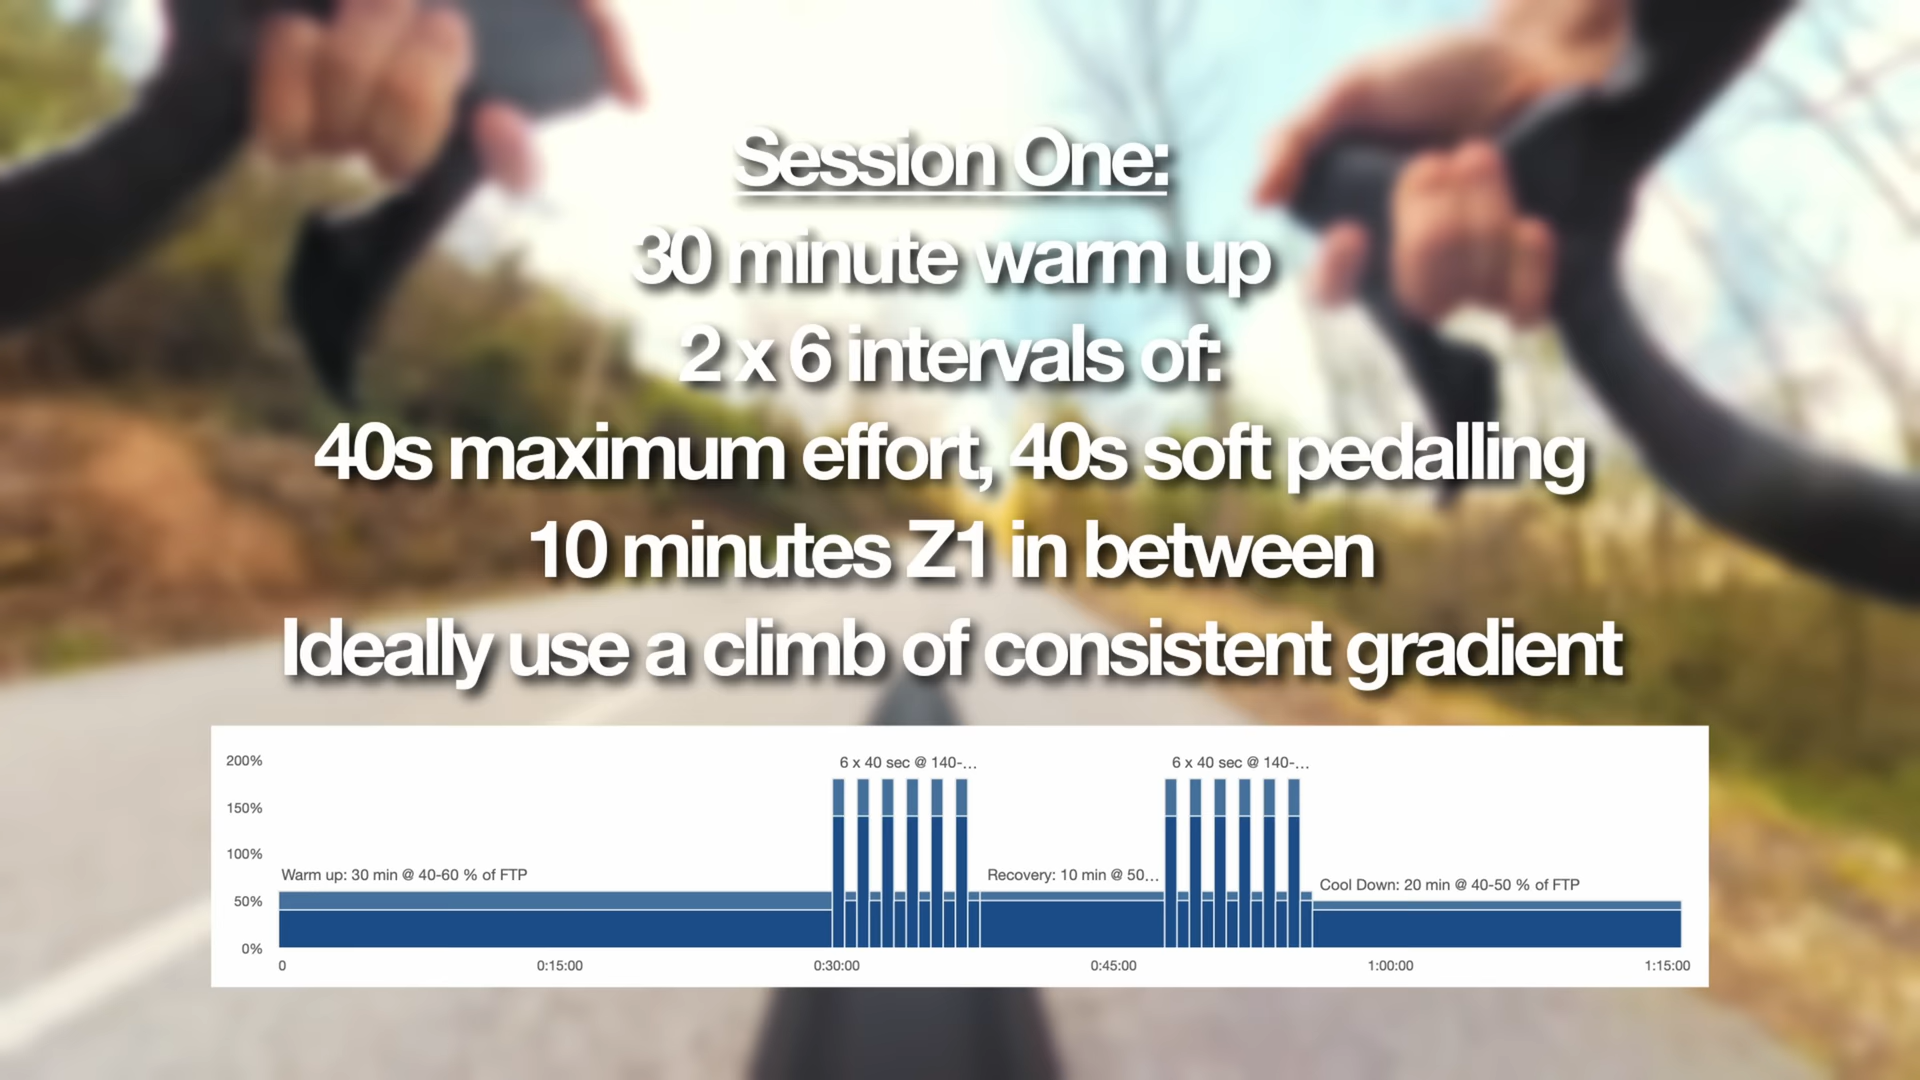 Session One:
30 minute warm up
2 x 6 intervals of:
40s maximum effort, 40s soft pedalling
10 minutes Z1 in between
Ideally use a climb of consistent gradient
200%
6 x 40 sec @ 140-...
6 x 40 sec @ 140-...
150%
100%
Warm up: 30 min @ 40-60 % of FTP
Recovery: 10 min @ 50...
Cool Down: 20 min @ 40-50 % of FTP
50%
0%
0 0:15:00 0:30:00 0:45:00 1:00:00 1:15:00